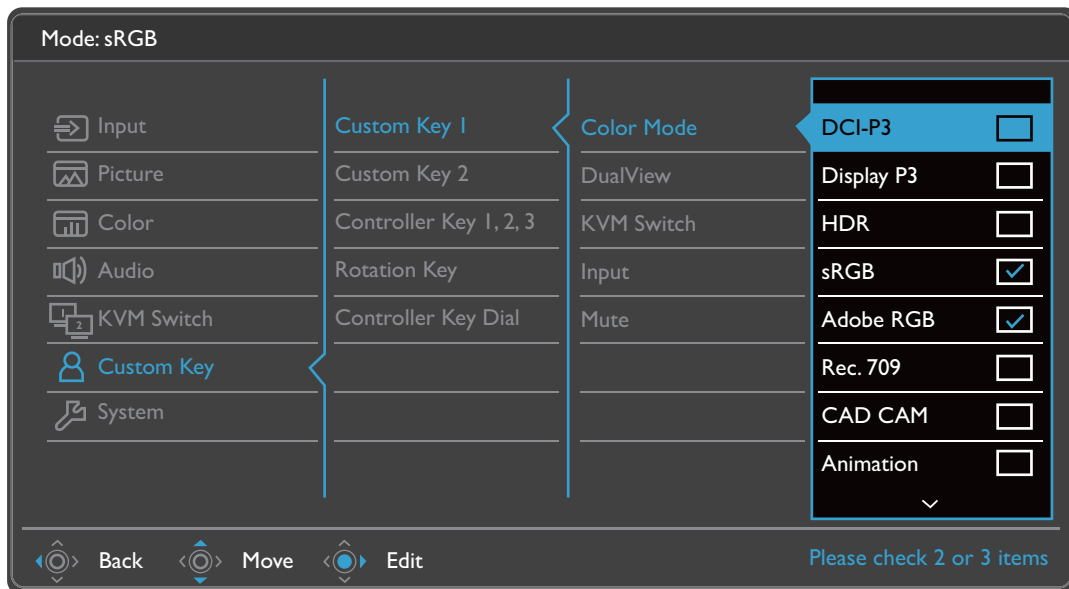 Mode: sRGB
Input
Custom Key 1
Color Mode
DCI-P3
Picture
Custom Key 2
DualView
Display P3
Color
Controller Key 1, 2, 3
KVM Switch
HDR
Audio
Rotation Key
Input
sRGB
1
2
KVM Switch
Controller Key Dial
Mute
Adobe RGB
Custom Key
Rec. 709
System
CAD CAM
Animation
Back
Move
Edit
Please check 2 or 3 items